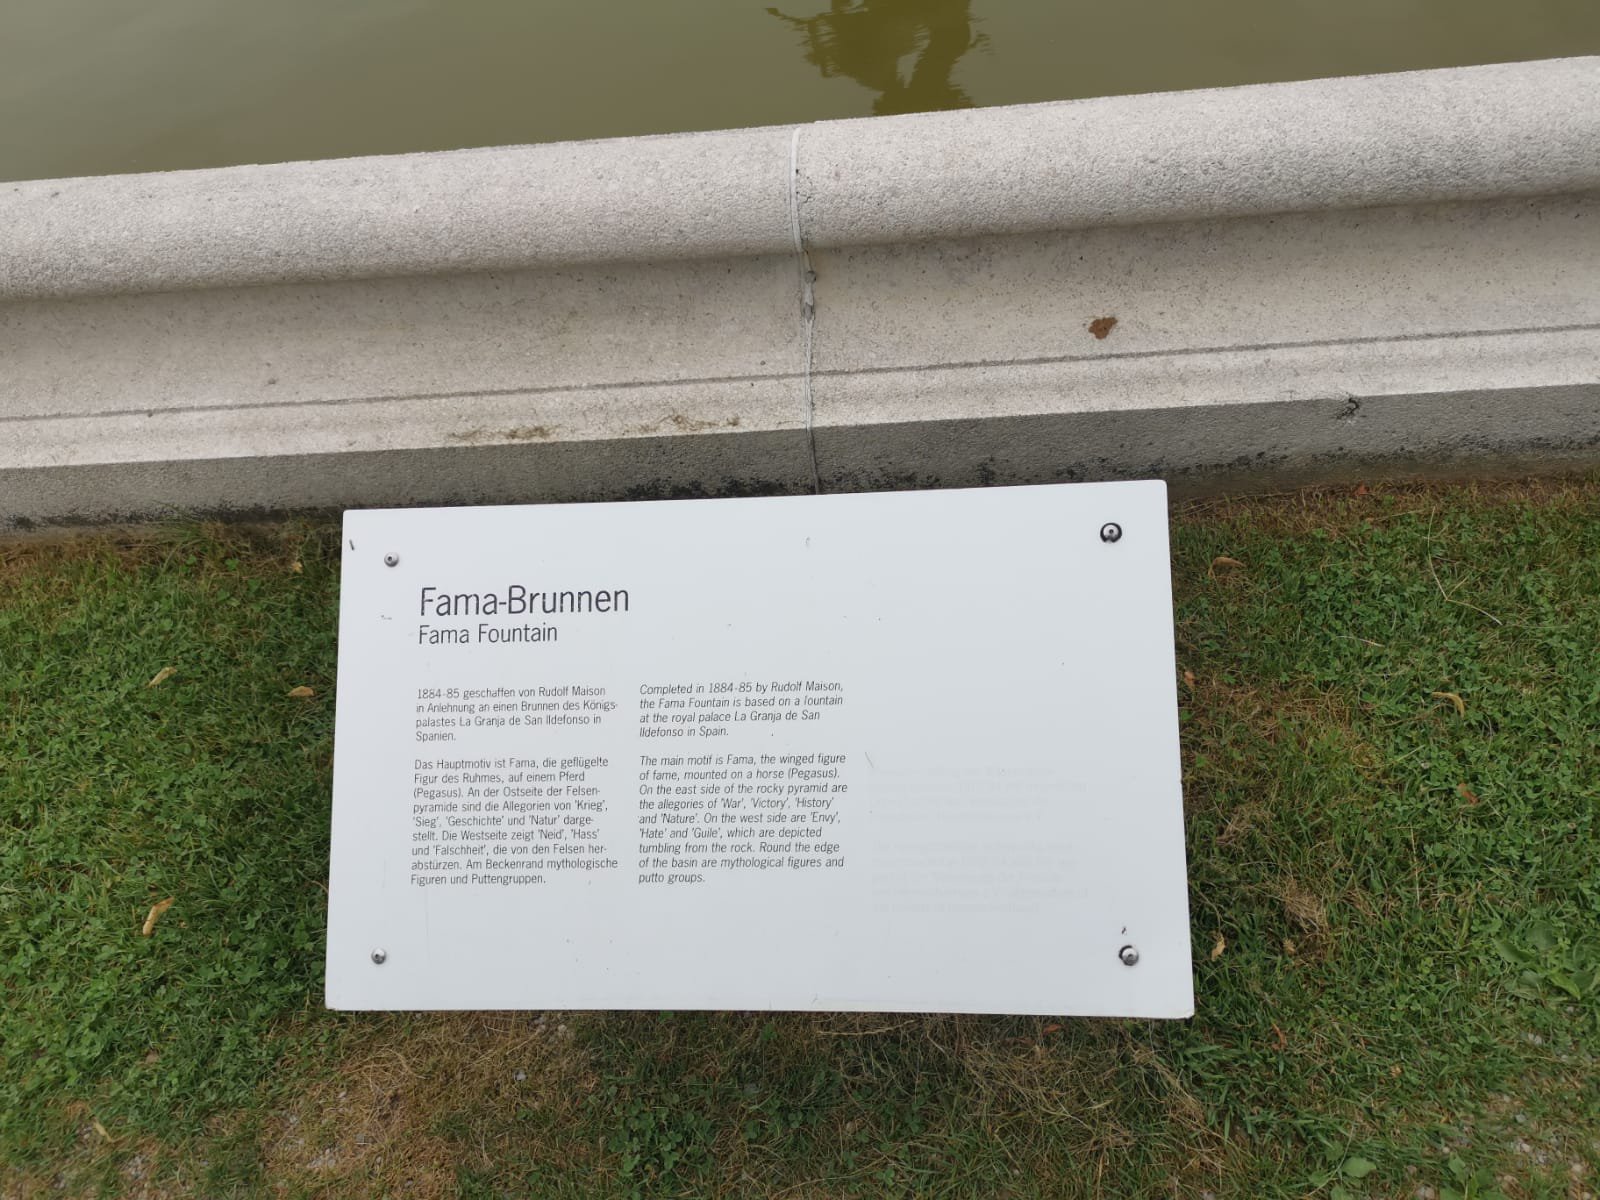 Fama-Brunnen
Fama Fountain
1884-85 geschaffen von Rudolf Maison
in Anlehnung an einen Brunnen des Königs-
palastes La Granja de San Ildefonso in
Spanien.
Das Hauptmotiv ist Fama, die geflügelte
Figur des Ruhmes, auf einem Pferd
(Pegasus). An der Ostseite der Felsen-
pyramide sind die Allegorien von 'Krieg',
'Sieg', 'Geschichte' und 'Natur' darge-
stellt. Die Westseite zeigt 'Neid', 'Hass'
und 'Falschheit', die von den Felsen her-
abstürzen. Am Beckenrand mythologische
Figuren und Puttengruppen.
Completed in 1884-85 by Rudolf Maison,
the Fama Fountain is based on a fountain
at the royal palace La Granja de San
Ildefonso in Spain.
The main motif is Fama, the winged figure
of fame, mounted on a horse (Pegasus).
On the east side of the rocky pyramid are
the allegories of 'War', 'Victory', 'History'
and 'Nature'. On the west side are 'Envy',
'Hate' and 'Guile', which are depicted
tumbling from the rock. Round the edge
of the basin are mythological figures and
putto groups.